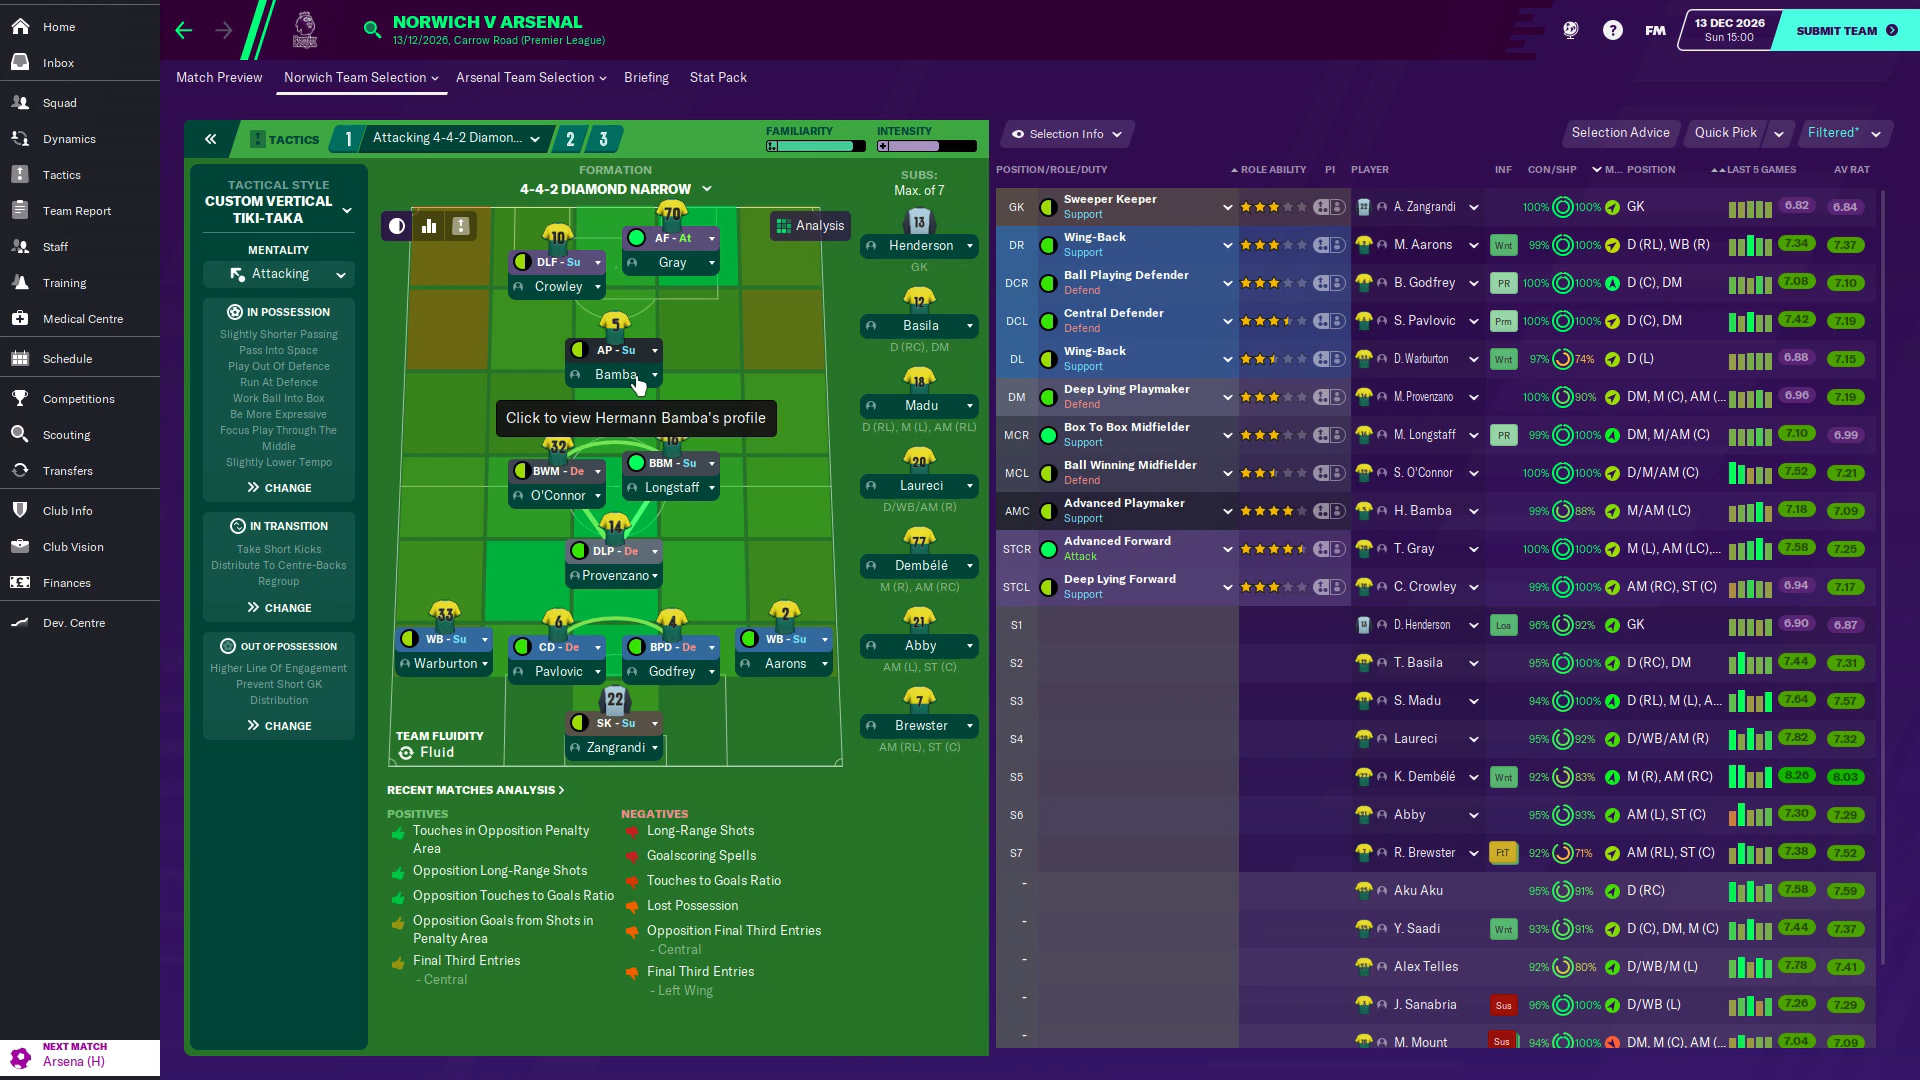 Home
Inbox
Squad
Dynamics
Tactics
Team Report
Staff
Training
Medical Centre
Schedule
Competitions
Scouting
Transfers
Club Info
Club Vision
Finances
Dev. Centre
NEXT MATCH
Arsena (H)
NORWICH V ARSENAL
13/12/2026, Carrow Road (Premier League)
FM
13 DEC 2026
Sun 15:00
SUBMIT TEAM
Match Preview
Norwich Team Selection
Arsenal Team Selection
Briefing
Stat Pack
TACTICS
1
Attacking 4-4-2 Diamon...
2
3
FAMILIARITY
INTENSITY
TACTICAL STYLE
CUSTOM VERTICAL
TIKI-TAKA
MENTALITY
Attacking
IN POSSESSION
Slightly Shorter Passing
Pass Into Space
Play Out Of Defence
Run At Defence
Work Ball Into Box
Be More Expressive
Focus Play Through The
Middle
Slightly Lower Tempo
CHANGE
IN TRANSITION
Take Short Kicks
Distribute To Centre-Backs
Regroup
CHANGE
OUT OF POSSESSION
Higher Line Of Engagement
Prevent Short GK
Distribution
CHANGE
FORMATION
4-4-2 DIAMOND NARROW
Analysis
70
AF - At
Gray
10
DLF - Su
Crowley
5
AP - Su
Bamba
Click to view Hermann Bamba's profile
32
BWM - De
O'Connor
BBM - Su
Longstaff
14
DLP - De
Provenzano
33
WB - Su
Warburton
6
CD - De
Pavlovic
4
BPD - De
Godfrey
2
WB - Su
Aarons
22
SK - Su
Zangrandi
TEAM FLUIDITY
Fluid
SUBS:
Max. of 7
13
Henderson
GK
12
Basila
D (RC), DM
18
Madu
D (RL), M (L), AM (RL)
20
Laureci
D/WB/AM (R)
77
Dembélé
M (R), AM (RC)
21
Abby
AM (L), ST (C)
7
Brewster
AM (RL), ST (C)
RECENT MATCHES ANALYSIS
POSITIVES
Touches in Opposition Penalty
Area
Opposition Long-Range Shots
Opposition Touches to Goals Ratio
Opposition Goals from Shots in
Penalty Area
Final Third Entries
- Central
NEGATIVES
Long-Range Shots
Goalscoring Spells
Touches to Goals Ratio
Lost Possession
Opposition Final Third Entries
- Central
Final Third Entries
- Left Wing
Selection Info
Selection Advice
Quick Pick
Filtered*
POSITION/ROLE/DUTY ROLE ABILITY PI PLAYER INF CON/SHP M... POSITION LAST 5 GAMES AV RAT
GK Sweeper Keeper Support A. Zangrandi 100% 100% GK 6.82 6.84
DR Wing-Back Support M. Aarons Wnt 99% 100% D (RL), WB (R) 7.34 7.37
DCR Ball Playing Defender Defend B. Godfrey PR 100% 100% D (C), DM 7.08 7.10
DCL Central Defender Defend S. Pavlovic Prm 100% 100% D (C), DM 7.42 7.19
DL Wing-Back Support D. Warburton Wnt 97% 74% D (L) 6.88 7.15
DM Deep Lying Playmaker Defend M. Provenzano 100% 90% DM, M (C), AM (... 6.96 7.19
MCR Box To Box Midfielder Support M. Longstaff PR 99% 100% DM, M/AM (C) 7.10 6.99
MCL Ball Winning Midfielder Defend S. O'Connor 100% 100% D/M/AM (C) 7.52 7.21
AMC Advanced Playmaker Support H. Bamba 99% 88% M/AM (LC) 7.18 7.09
STCR Advanced Forward Attack T. Gray 100% 100% M (L), AM (LC),... 7.58 7.25
STCL Deep Lying Forward Support C. Crowley 99% 100% AM (RC), ST (C) 6.94 7.17
S1 D. Henderson Loa 96% 92% GK 6.90 6.87
S2 T. Basila 95% 100% D (RC), DM 7.44 7.31
S3 S. Madu 94% 100% D (RL), M (L), A... 7.64 7.57
S4 Laureci 95% 92% D/WB/AM (R) 7.82 7.32
S5 K. Dembélé Wnt 92% 83% M (R), AM (RC) 8.26 8.03
S6 Abby 95% 93% AM (L), ST (C) 7.30 7.29
S7 R. Brewster FtT 92% 71% AM (RL), ST (C) 7.38 7.52
- Aku Aku 95% 91% D (RC) 7.58 7.59
- Y. Saadi Wnt 93% 91% D (C), DM, M (C) 7.44 7.37
- Alex Telles 92% 80% D/WB/M (L) 7.78 7.41
- J. Sanabria Sus 96% 100% D/WB (L) 7.26 7.29
- M. Mount Sus 94% 100% DM, M (C), AM (... 7.04 7.09